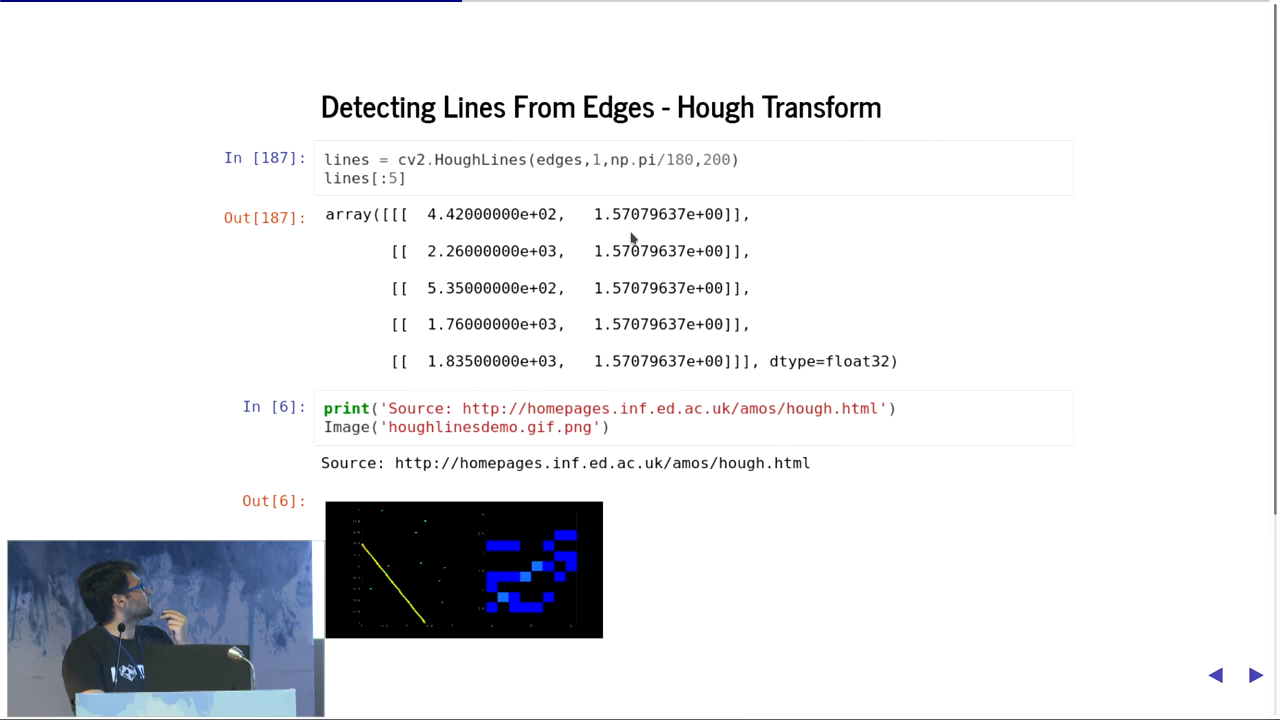 Detecting Lines From Edges - Hough Transform
In [187]: lines = cv2.HoughLines(edges,1,np.pi/180,200)
lines[:5]
Out[187]: array([[[ 4.42000000e+02, 1.57079637e+00]],
[[ 2.26000000e+03, 1.57079637e+00]],
[[ 5.35000000e+02, 1.57079637e+00]],
[[ 1.76000000e+03, 1.57079637e+00]],
[[ 1.83500000e+03, 1.57079637e+00]]], dtype=float32)
In [6]: print('Source: http://homepages.inf.ed.ac.uk/amos/hough.html')
Image('houghlinesdemo.gif.png')
Source: http://homepages.inf.ed.ac.uk/amos/hough.html
Out[6]: